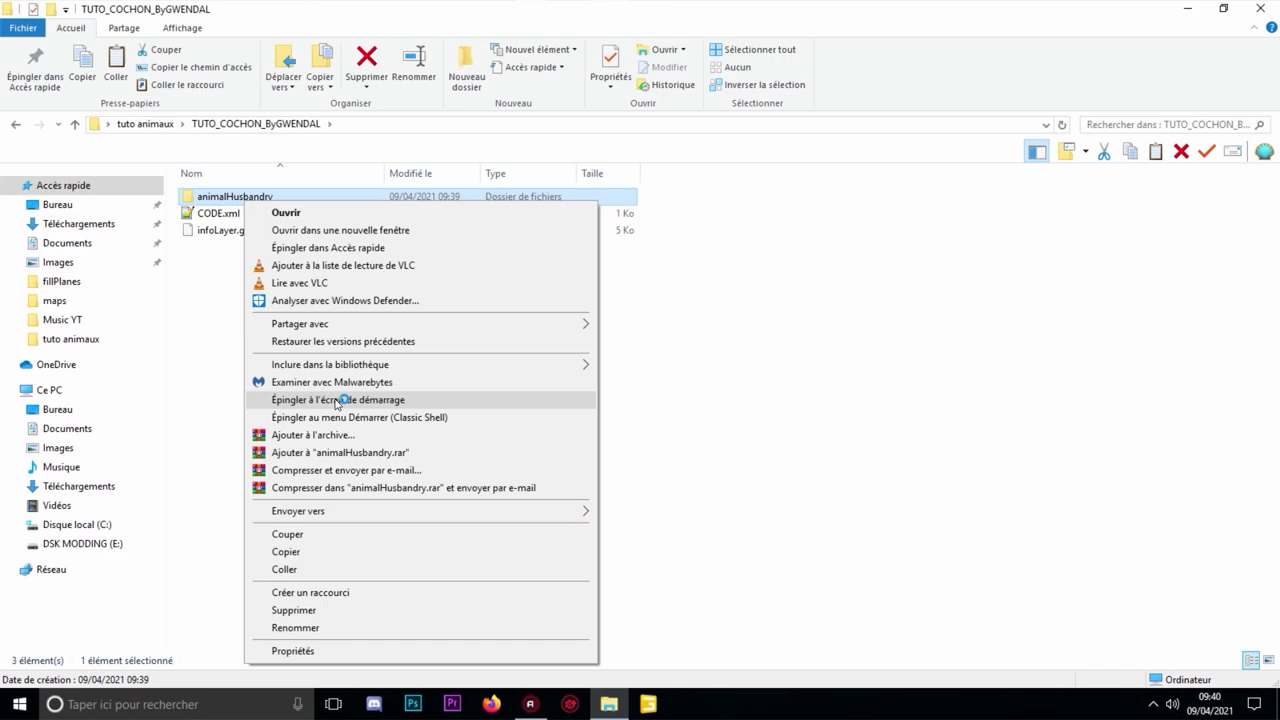 TUTO_COCHON_ByGWENDAL
Fichier Accueil Partage Affichage
Épingler dans Accès rapide
Copier
Coller
Couper
Copier le chemin d'accès
Coller le raccourci
Presse-papiers
Déplacer vers
Copier vers
Supprimer
Renommer
Organiser
Nouveau dossier
Nouvel élément
Accès rapide
Nouveau
Propriétés
Ouvrir
Modifier
Historique
Ouvrir
Sélectionner tout
Aucun
Inverser la sélection
Sélectionner
tuto animaux TUTO_COCHON_ByGWENDAL
Rechercher dans : TUTO_COCHON_B...
Nom Modifié le Type Taille
animalHusbandry 09/04/2021 09:39 Dossier de fichiers
CODE.xml 1 Ko
infoLayer.g 5 Ko
Accès rapide
Bureau
Téléchargements
Documents
Images
fillPlanes
maps
Music YT
tuto animaux
OneDrive
Ce PC
Bureau
Documents
Images
Musique
Téléchargements
Vidéos
Disque local (C:)
DSK MODDING (E:)
Réseau
Ouvrir
Ouvrir dans une nouvelle fenêtre
Épingler dans Accès rapide
Ajouter à la liste de lecture de VLC
Lire avec VLC
Analyser avec Windows Defender...
Partager avec
Restaurer les versions précédentes
Inclure dans la bibliothèque
Examiner avec Malwarebytes
Épingler à l'écran de démarrage
Épingler au menu Démarrer (Classic Shell)
Ajouter à l'archive...
Ajouter à "animalHusbandry.rar"
Compresser et envoyer par e-mail...
Compresser dans "animalHusbandry.rar" et envoyer par e-mail
Envoyer vers
Couper
Copier
Coller
Créer un raccourci
Supprimer
Renommer
Propriétés
3 élément(s) 1 élément sélectionné
Date de création : 09/04/2021 09:39
Ordinateur
Taper ici pour rechercher
09:40
09/04/2021